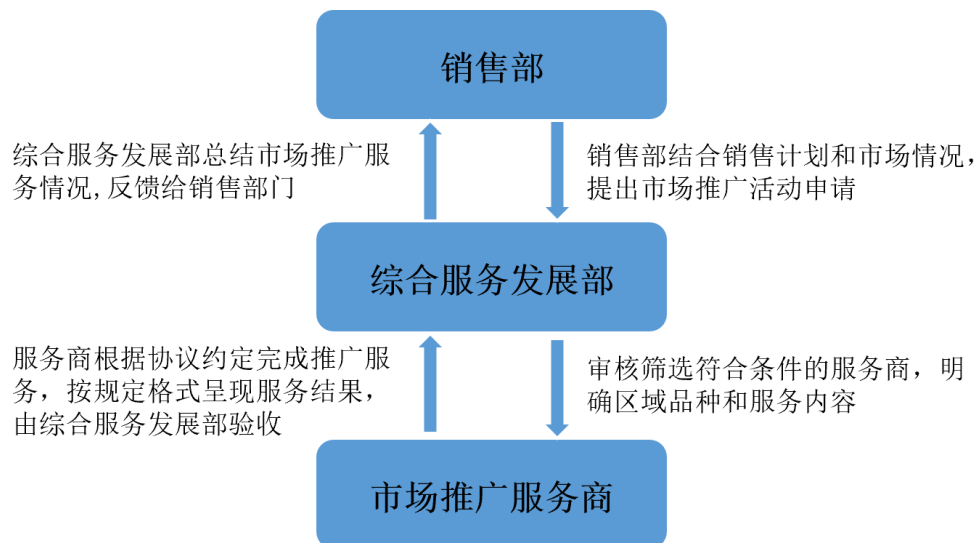 销售部
综合服务发展部总结市场推广服
务情况,反馈给销售部门
销售部结合销售计划和市场情况，
提出市场推广活动申请
综合服务发展部
服务商根据协议约定完成推广服
务，按规定格式呈现服务结果，
由综合服务发展部验收
审核筛选符合条件的服务商，明
确区域品种和服务内容
市场推广服务商